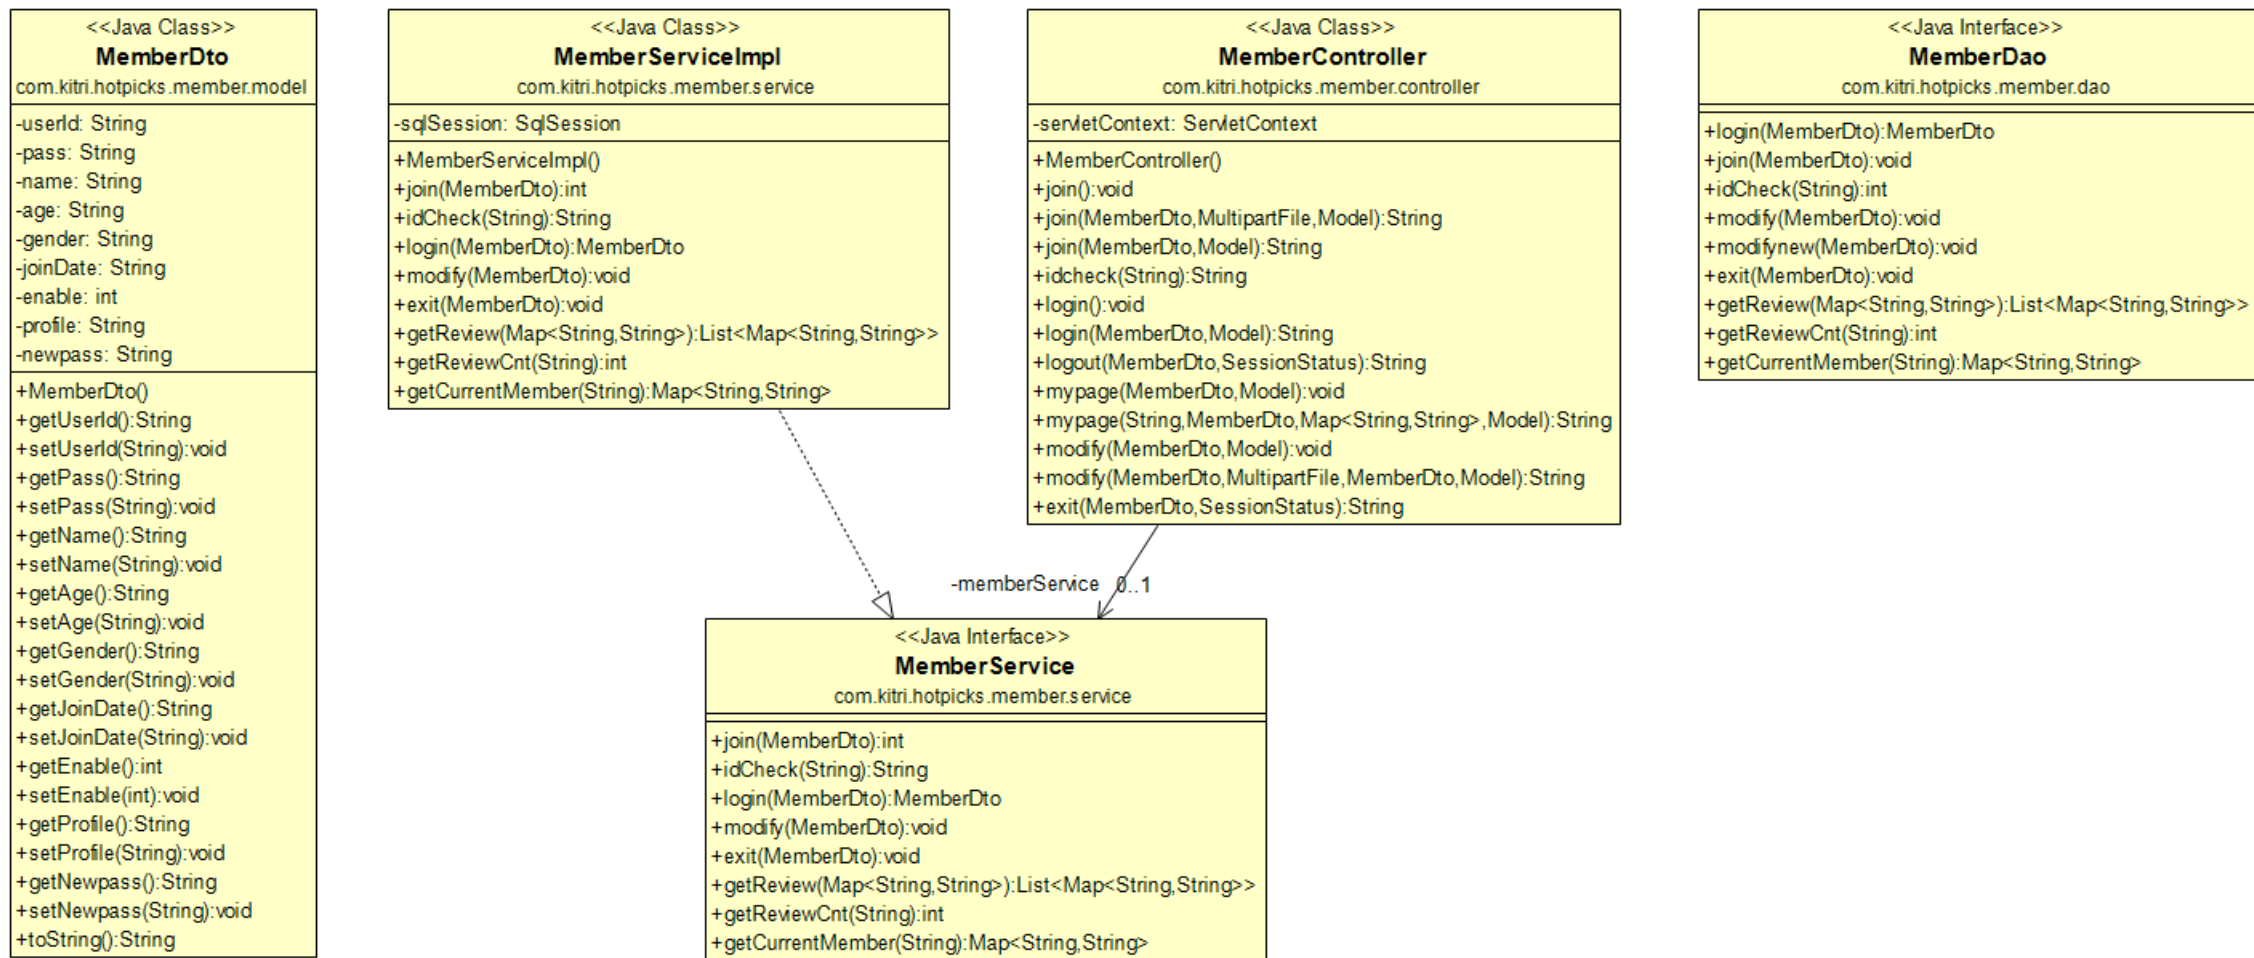 <<Java Class>>
MemberDto
com.kitri.hotpicks.member.model
-userId: String
-pass: String
-name: String
-age: String
-gender: String
-joinDate: String
-enable: int
-profile: String
-newpass: String
+MemberDto()
+getUserId():String
+setUserId(String):void
+getPass():String
+setPass(String):void
+getName():String
+setName(String):void
+getAge():String
+setAge(String):void
+getGender():String
+setGender(String):void
+getJoinDate():String
+setJoinDate(String):void
+getEnable():int
+setEnable(int):void
+getProfile():String
+setProfile(String):void
+getNewpass():String
+setNewpass(String):void
+toString():String
<<Java Class>>
MemberServiceImpl
com.kitri.hotpicks.member.service
-sqlSession: SqlSession
+MemberServiceImpl()
+join(MemberDto):int
+idCheck(String):String
+login(MemberDto):MemberDto
+modify(MemberDto):void
+exit(MemberDto):void
+getReview(Map<String,String>):List<Map<String,String>>
+getReviewCnt(String):int
+getCurrentMember(String):Map<String,String>
<<Java Class>>
MemberController
com.kitri.hotpicks.member.controller
-servletContext: ServletContext
+MemberController()
+join():void
+join(MemberDto,MultipartFile,Model):String
+join(MemberDto,Model):String
+idcheck(String):String
+login():void
+login(MemberDto,Model):String
+logout(MemberDto,SessionStatus):String
+mypage(MemberDto,Model):void
+mypage(String,MemberDto,Map<String,String>,Model):String
+modify(MemberDto,Model):void
+modify(MemberDto,MultipartFile,MemberDto,Model):String
+exit(MemberDto,SessionStatus):String
<<Java Interface>>
MemberDao
com.kitri.hotpicks.member.dao
+login(MemberDto):MemberDto
+join(MemberDto):void
+idCheck(String):int
+modify(MemberDto):void
+modifynew(MemberDto):void
+exit(MemberDto):void
+getReview(Map<String,String>):List<Map<String,String>>
+getReviewCnt(String):int
+getCurrentMember(String):Map<String,String>
-memberService 0..1
<<Java Interface>>
MemberService
com.kitri.hotpicks.member.service
+join(MemberDto):int
+idCheck(String):String
+login(MemberDto):MemberDto
+modify(MemberDto):void
+exit(MemberDto):void
+getReview(Map<String,String>):List<Map<String,String>>
+getReviewCnt(String):int
+getCurrentMember(String):Map<String,String>